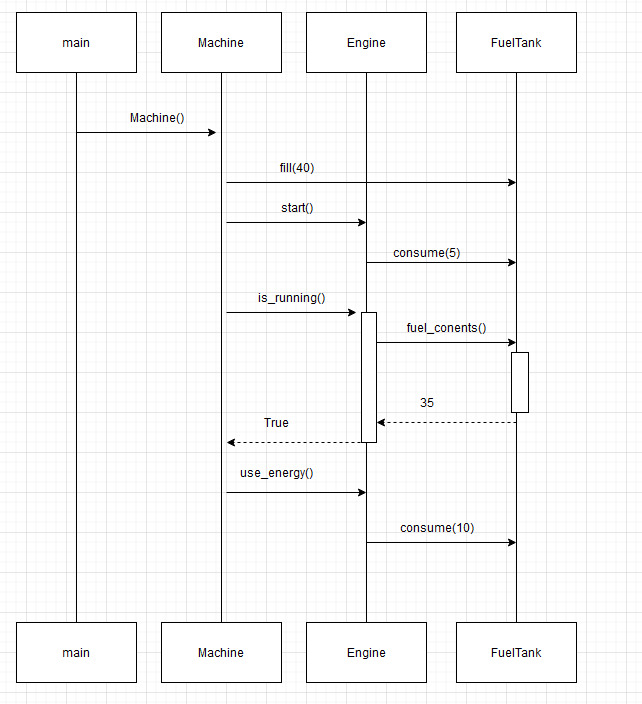 main
Machine
Engine
FuelTank
Machine()
fill(40)
start()
consume(5)
is_running()
fuel_conents()
35
True
use_energy()
consume(10)
main
Machine
Engine
FuelTank